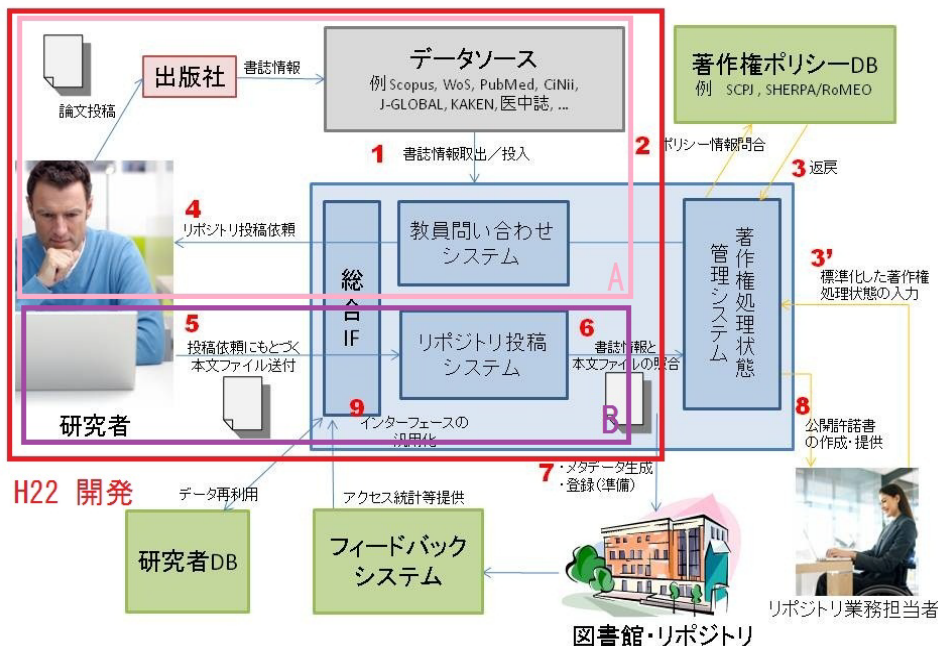 論文投稿
出版社
書誌情報
データソース
例 Scopus, WoS, PubMed, CiNii,
J-GLOBAL, KAKEN, 医中誌, ...
著作権ポリシーDB
例 SCPJ , SHERPA/RoMEO
1 書誌情報取出／投入
2 ポリシー情報問合
3 返戻
4
リポジトリ投稿依頼
総合IF
教員問い合わせ
システム
A
著作権処理状態
管理システム
3’
標準化した著作権
処理状態の入力
5
投稿依頼にもとづく
本文ファイル送付
リポジトリ投稿
システム
6
書誌情報と
本文ファイルの照合
B
研究者
9
インターフェースの
汎用化
8
公開許諾書
の作成・提供
7 ・メタデータ生成
・登録(準備)
H22 開発
データ再利用
アクセス統計等提供
研究者DB
フィードバック
システム
図書館・リポジトリ
リポジトリ業務担当者